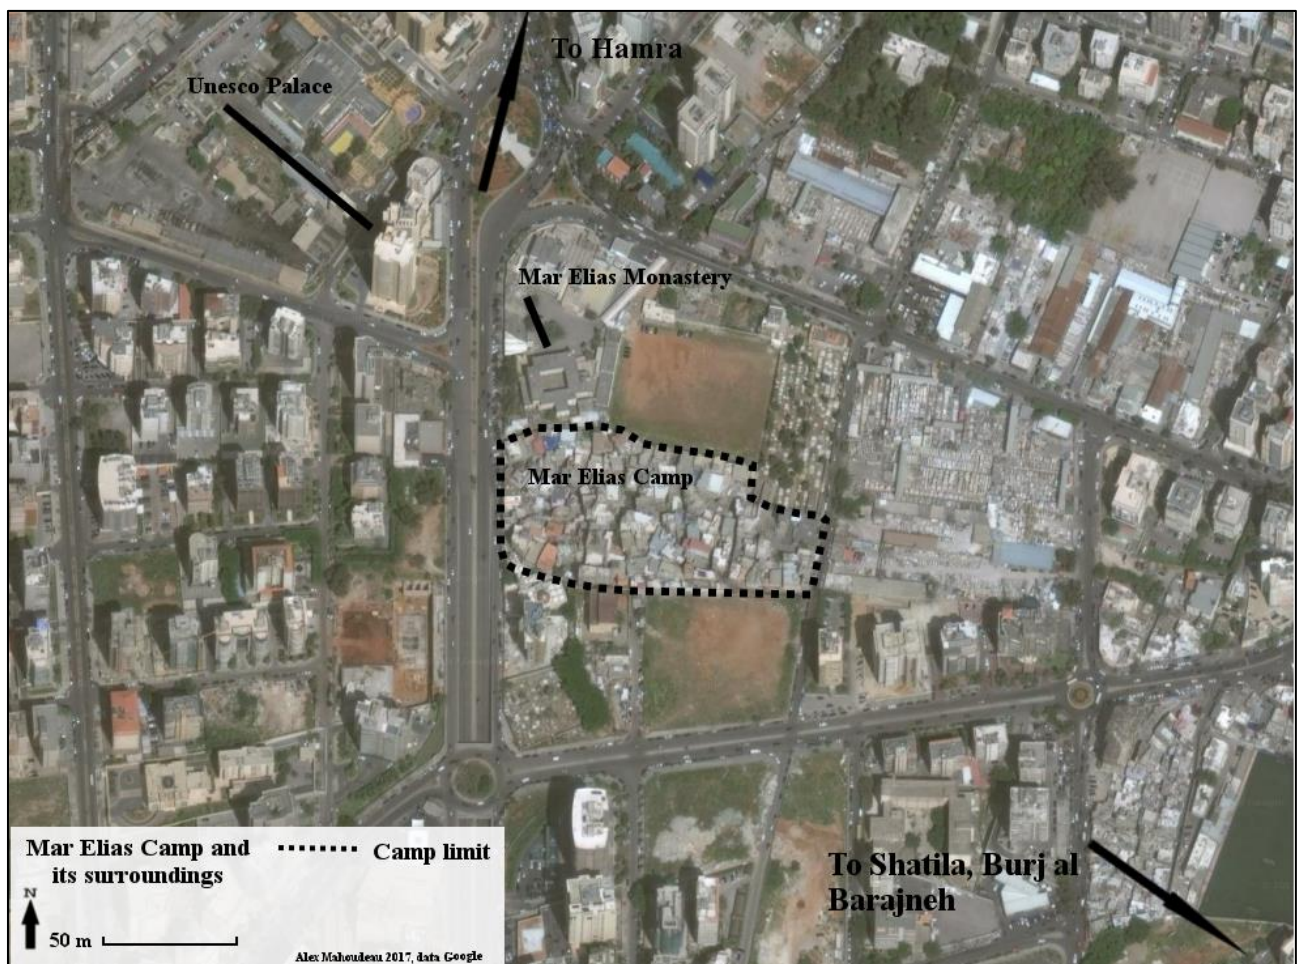 To Hamra
Unesco Palace
Mar Elias Monastery
Mar Elias Camp
To Shatila, Burj al
Barajneh
Mar Elias Camp and
its surroundings
Camp limit
N
50 m
Alex Mahoudeau 2017, data Google